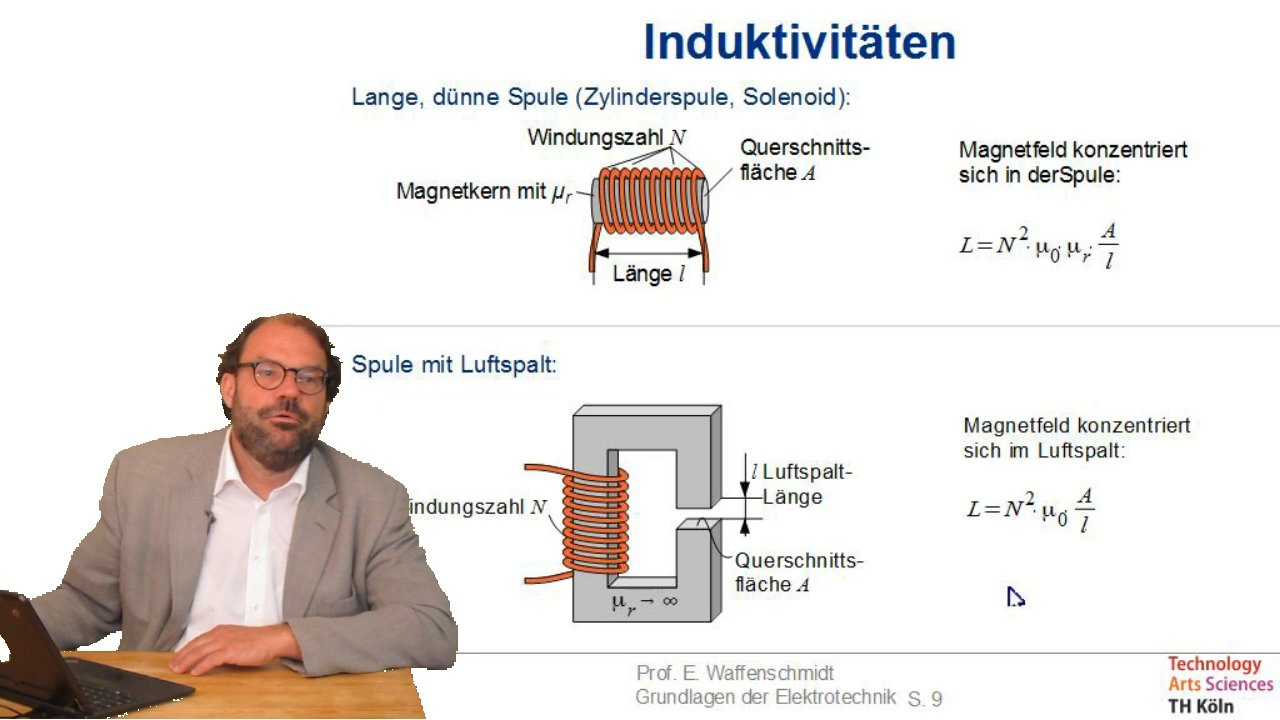 Induktivitäten
Lange, dünne Spule (Zylinderspule, Solenoid):
Windungszahl N
Querschnitts-
fläche A
Magnetkern mit μr
Länge l
Magnetfeld konzentriert
sich in derSpule:
L=N²·μ0·μr·A/l
Spule mit Luftspalt:
indungszahl N
l Luftspalt-
Länge
Querschnitts-
fläche A
μr → ∞
Magnetfeld konzentriert
sich im Luftspalt:
L=N²·μ0·A/l
Prof. E. Waffenschmidt
Grundlagen der Elektrotechnik S. 9
Technology
Arts Sciences
TH Köln